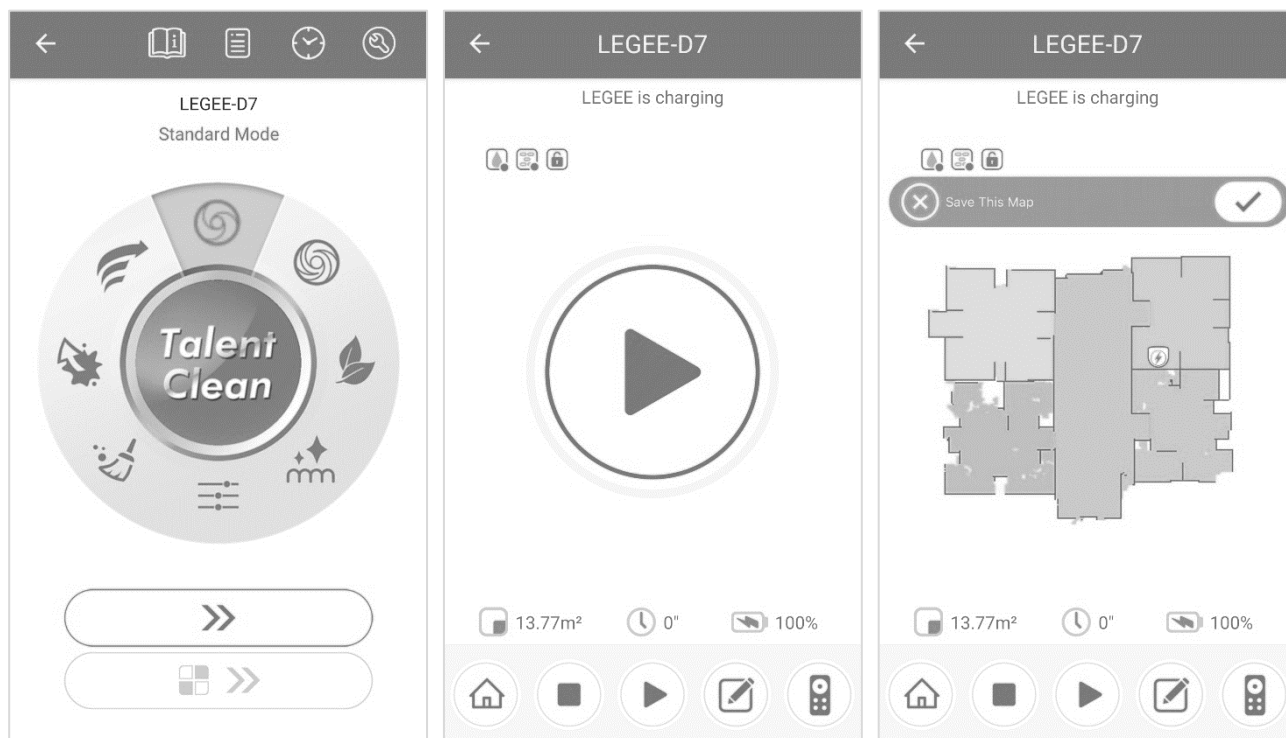 LEGEE-D7
Standard Mode
Talent
Clean
LEGEE-D7
LEGEE is charging
13.77m²
0"
100%
LEGEE-D7
LEGEE is charging
Save This Map
13.77m²
0"
100%